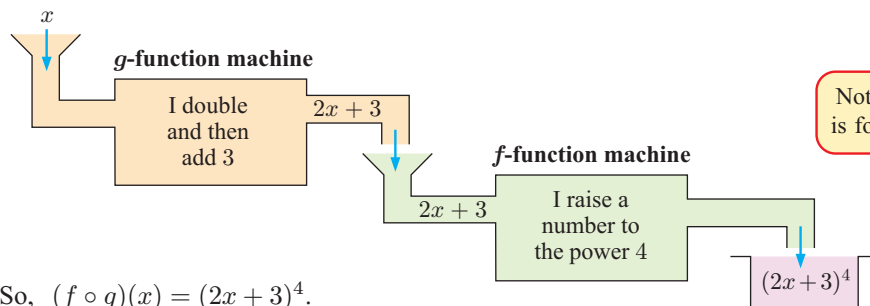 x
g-function machine
I double
and then
add 3
2x + 3
Not
is fo
f-function machine
2x + 3
I raise a
number to
the power 4
(2x + 3)⁴
So, (f ∘ g)(x) = (2x + 3)⁴.